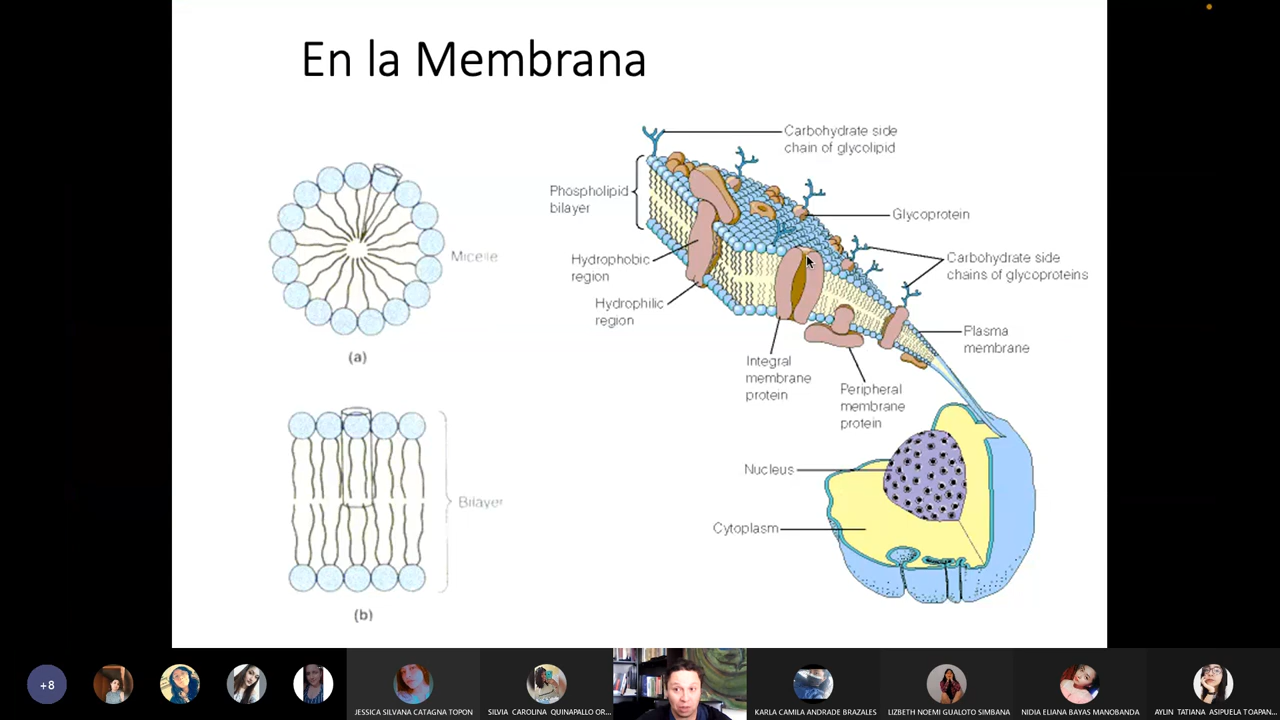 En la Membrana
Carbohydrate side
chain of glycolipid
Phospholipid
bilayer
Glycoprotein
Micelle
Hydrophobic
region
Carbohydrate side
chains of glycoproteins
Hydrophilic
region
Plasma
membrane
(a)
Integral
membrane
protein
Peripheral
membrane
protein
Nucleus
Bilayer
Cytoplasm
(b)
+8
JESSICA SILVANA CATAGNA TOPON
SILVIA CAROLINA QUINAPALLO OR...
KARLA CAMILA ANDRADE BRAZALES
LIZBETH NOEMI GUALOTO SIMBANA
NIDIA ELIANA BAYAS MANOBANDA
AYLIN TATIANA ASIPUELA TOAPAN...